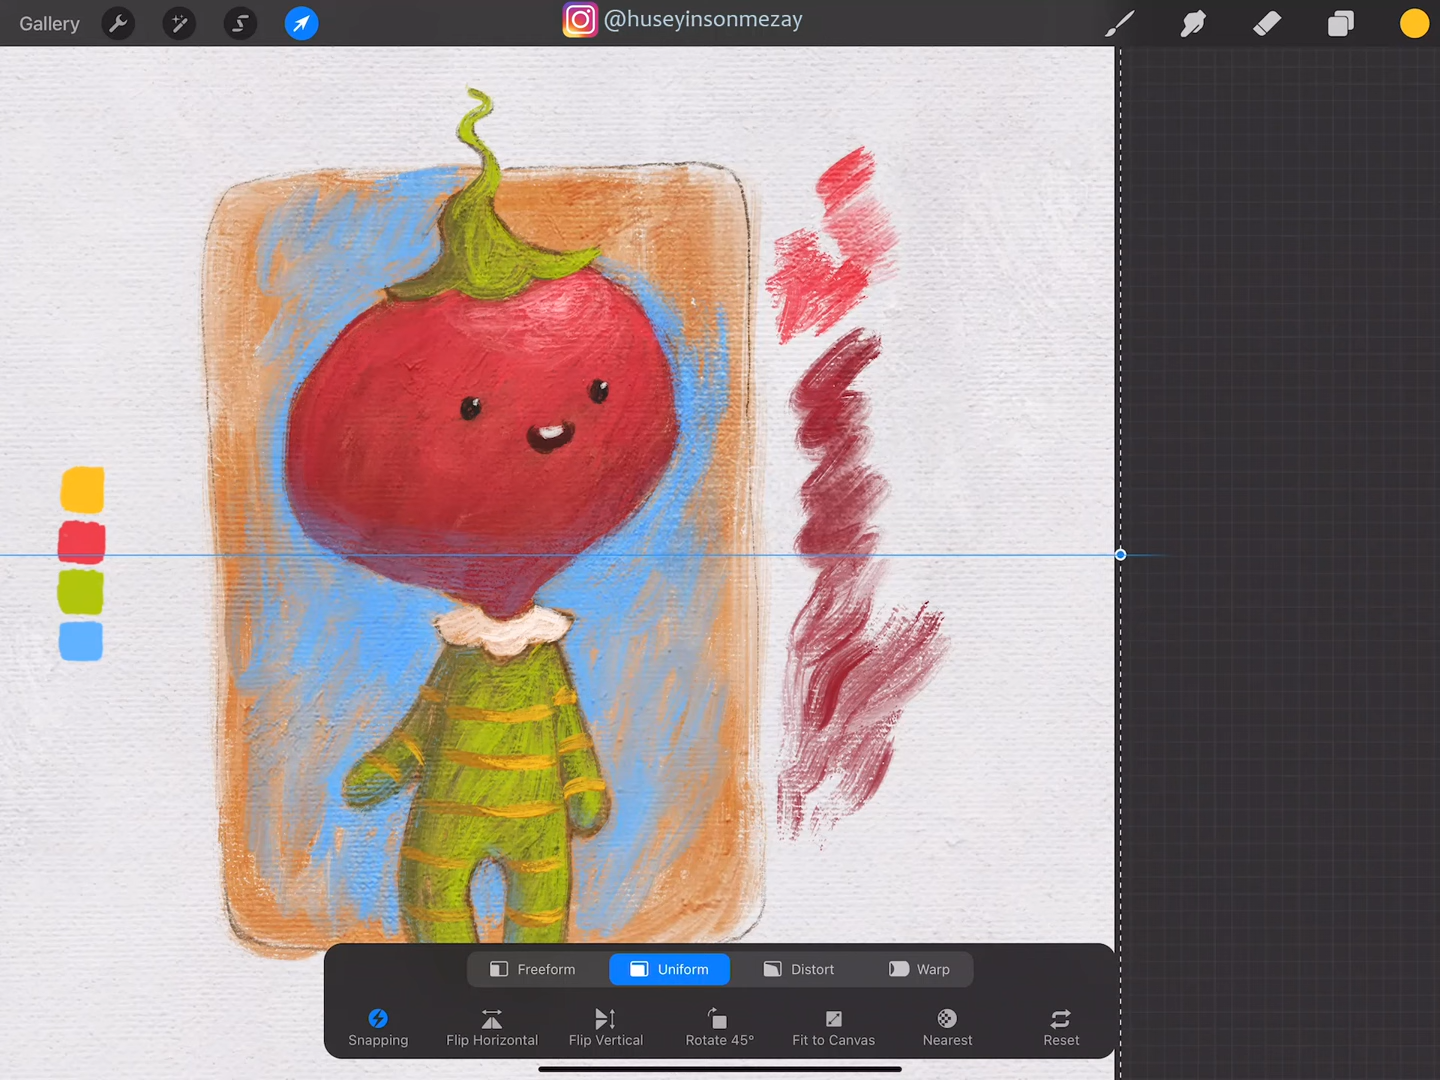 Gallery
@huseyinsonmezay
Freeform
Uniform
Distort
Warp
Snapping
Flip Horizontal
Flip Vertical
Rotate 45°
Fit to Canvas
Nearest
Reset